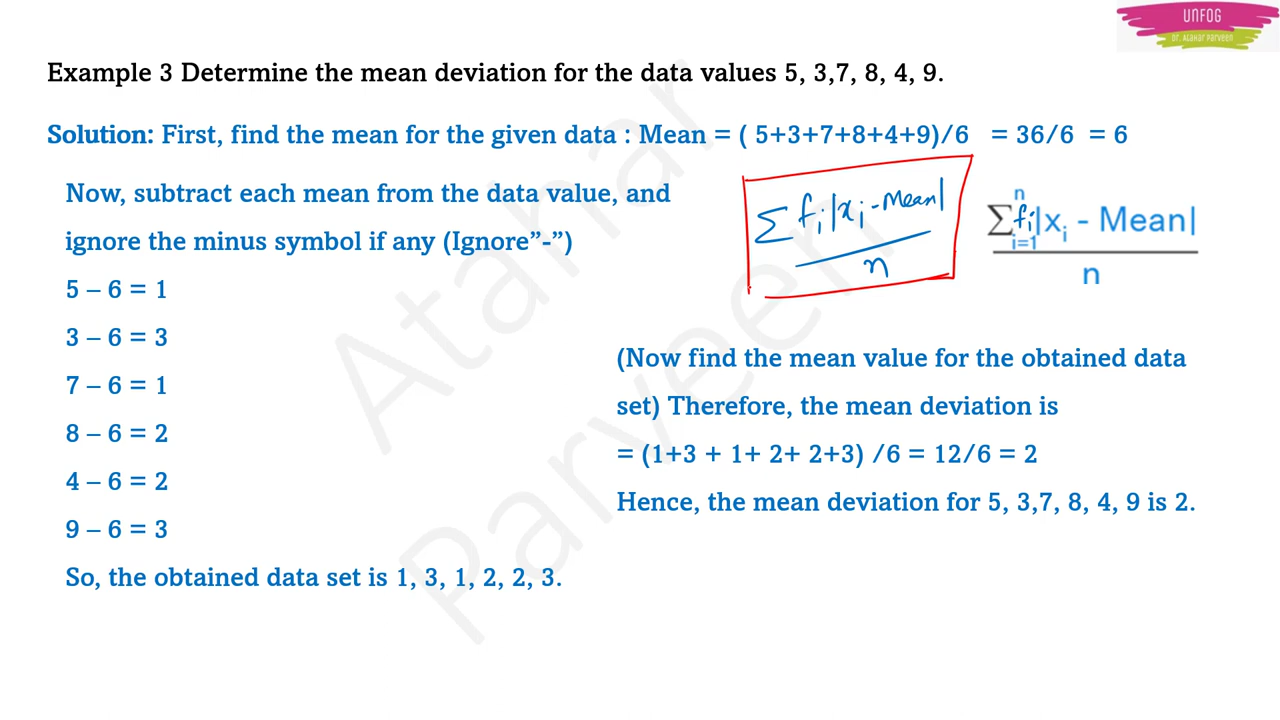 UNFOG
Dr. Atahar Parveen
Example 3 Determine the mean deviation for the data values 5, 3,7, 8, 4, 9.
Solution: First, find the mean for the given data : Mean = ( 5+3+7+8+4+9)/6 = 36/6 = 6
Now, subtract each mean from the data value, and
ignore the minus symbol if any (Ignore”-”)
5 – 6 = 1
3 – 6 = 3
7 – 6 = 1
8 – 6 = 2
4 – 6 = 2
9 – 6 = 3
So, the obtained data set is 1, 3, 1, 2, 2, 3.
∑ fi |xi - Mean|
n
n
∑ fi |xi - Mean|
i=1
n
(Now find the mean value for the obtained data
set) Therefore, the mean deviation is
= (1+3 + 1+ 2+ 2+3) /6 = 12/6 = 2
Hence, the mean deviation for 5, 3,7, 8, 4, 9 is 2.
Atahar
Parveen